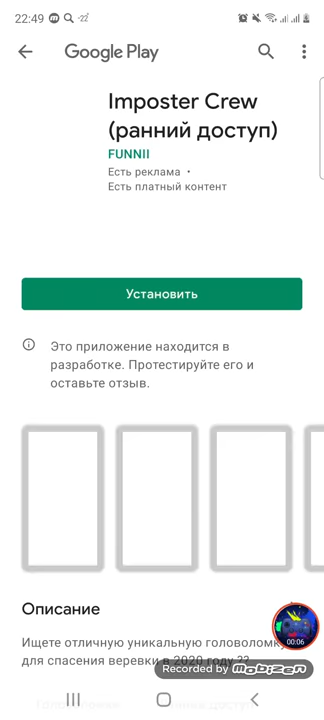 22:49
Google Play
Imposter Crew
(ранний доступ)
FUNNII
Есть реклама •
Есть платный контент
Установить
Это приложение находится в
разработке. Протестируйте его и
оставьте отзыв.
Описание
Ищете отличную уникальную головоломку
для спасения веревки в 2020 году ??
00:06
Recorded by mobizen